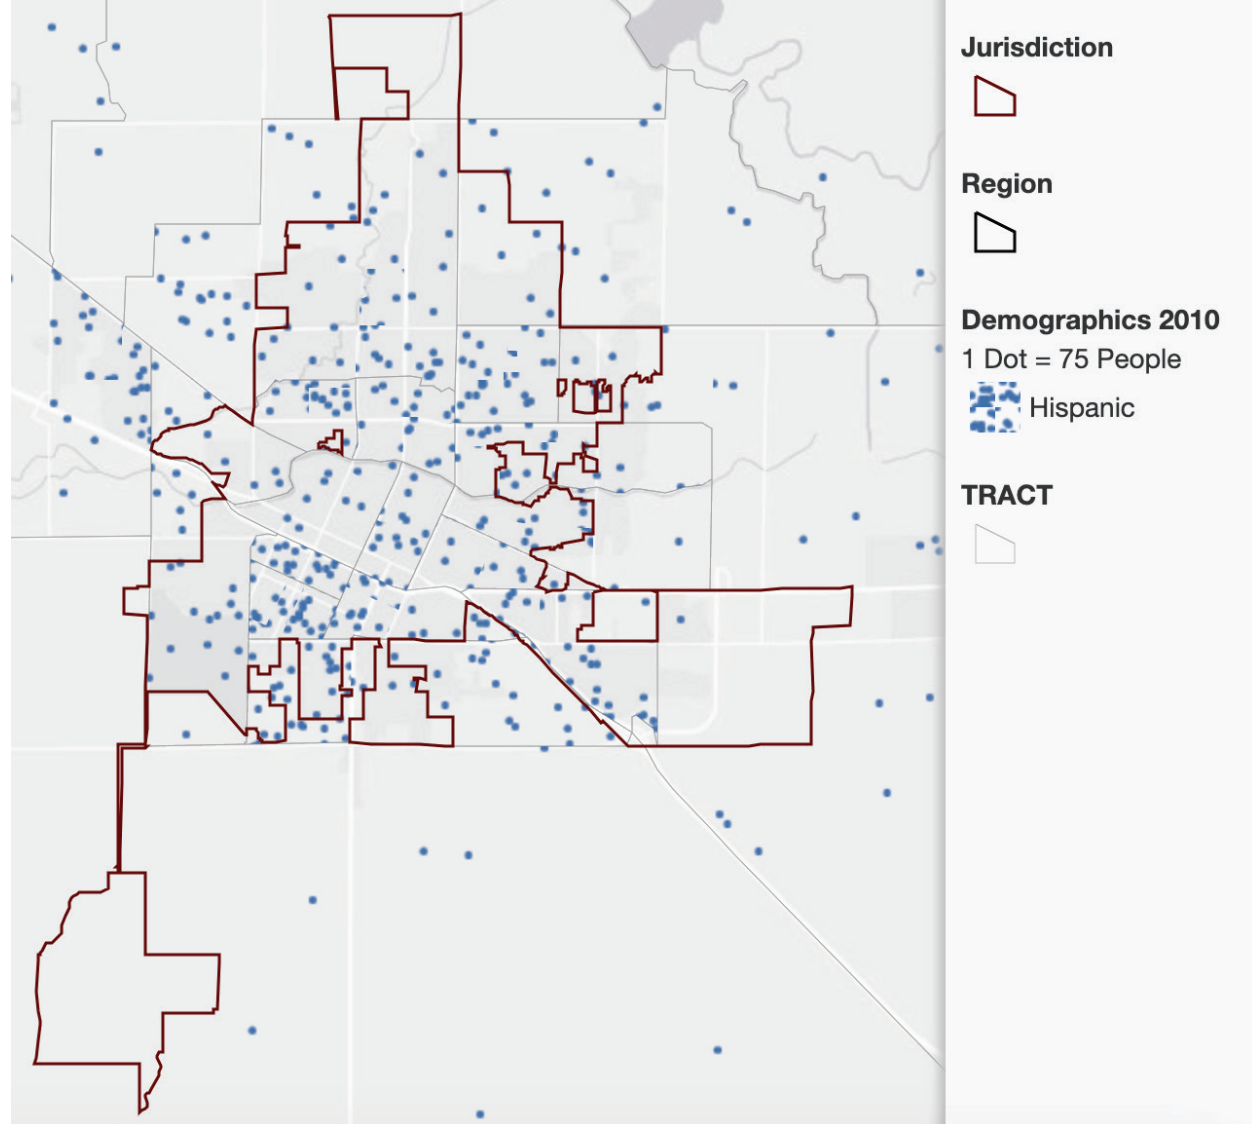 Jurisdiction
Region
Demographics 2010
1 Dot = 75 People
Hispanic
TRACT